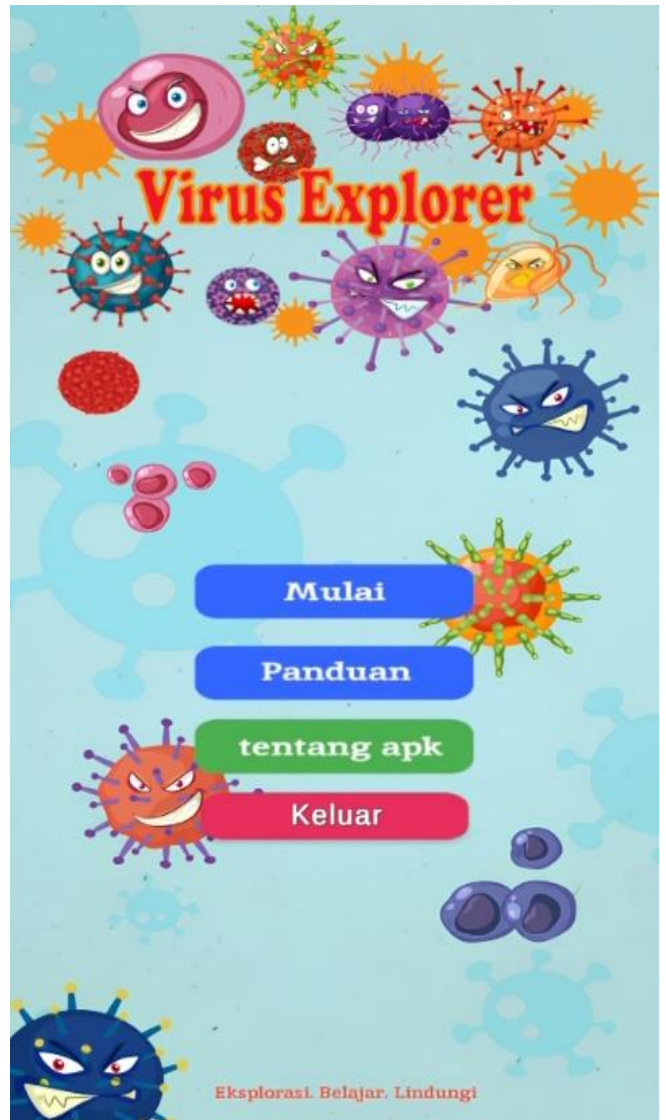 Virus Explorer
Mulai
Panduan
tentang apk
Keluar
Eksplorasi. Belajar. Lindungi